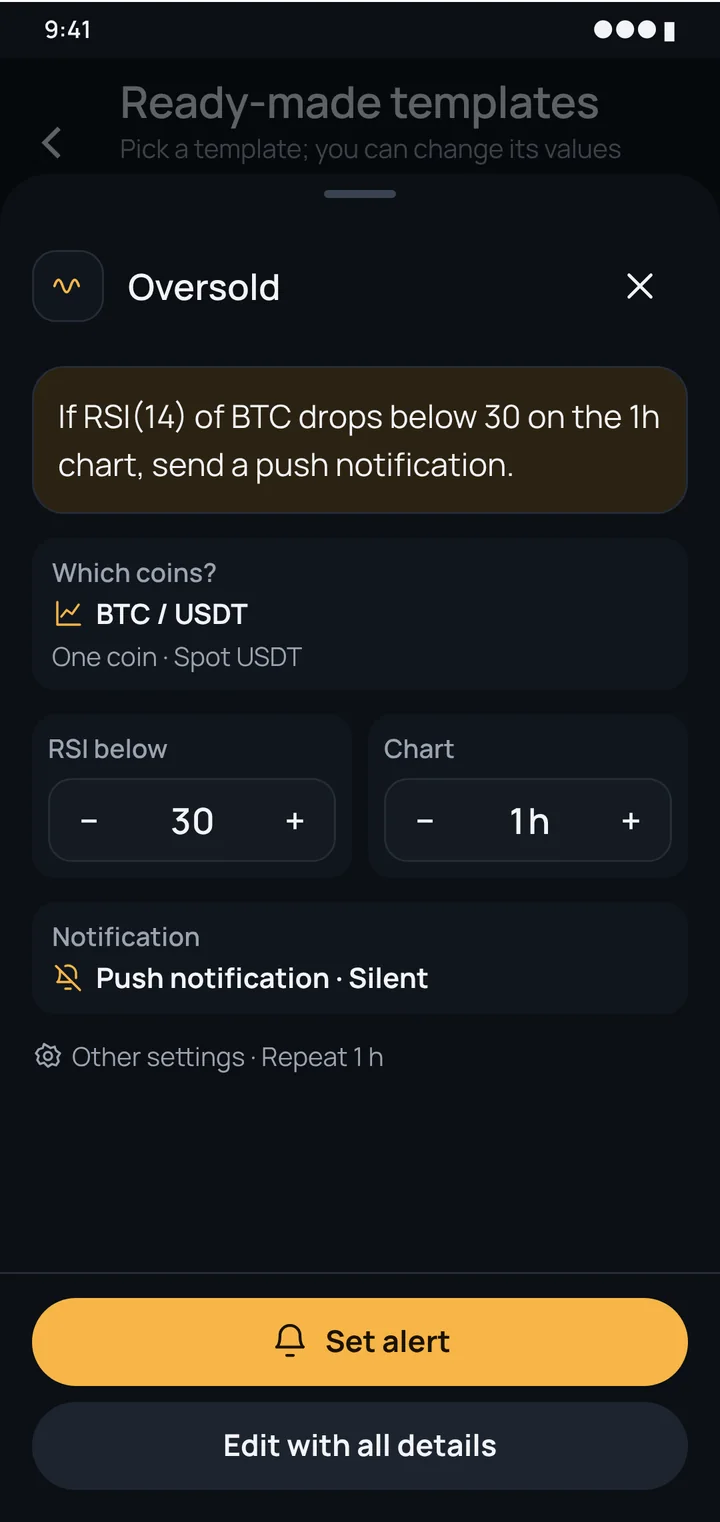 9:41
Ready-made templates
Pick a template; you can change its values
Oversold
If RSI(14) of BTC drops below 30 on the 1h
chart, send a push notification.
Which coins?
BTC / USDT
One coin · Spot USDT
RSI below
Chart
− 30 +
− 1h +
Notification
Push notification · Silent
Other settings · Repeat 1 h
Set alert
Edit with all details